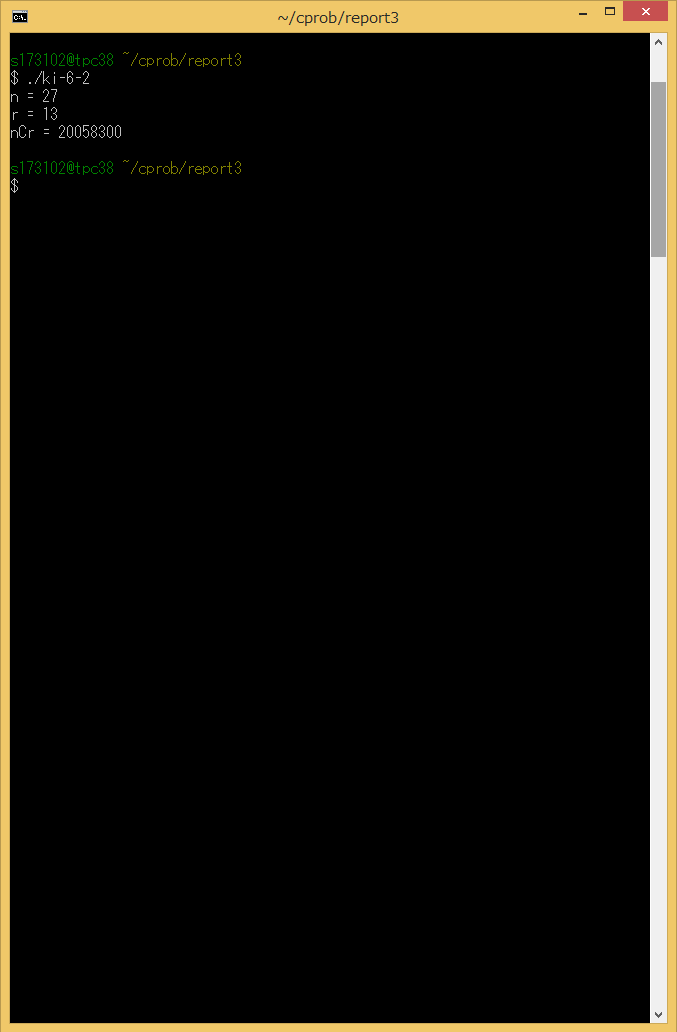 ~/cprob/report3
s173102@tpc38 ~/cprob/report3
$ ./ki-6-2
n = 27
r = 13
nCr = 20058300
s173102@tpc38 ~/cprob/report3
$